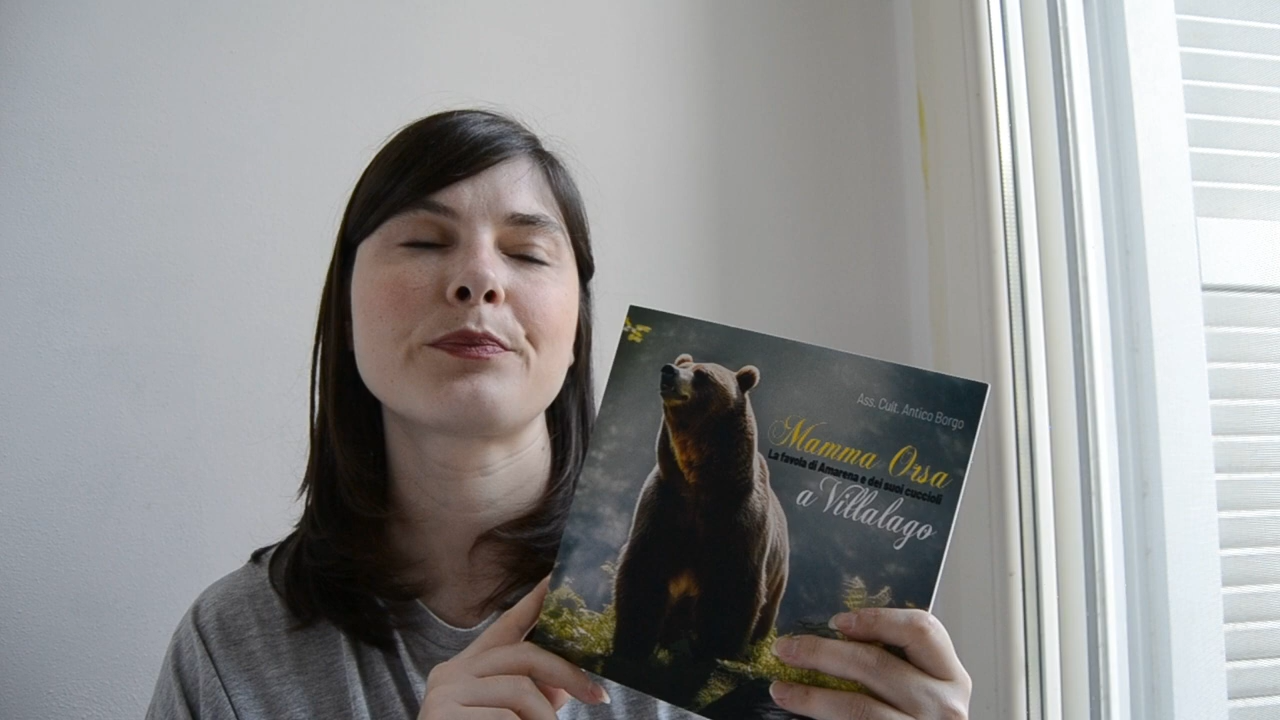 Ass. Cult. Antico Borgo
Mamma Orsa
La favola di Amarena e dei suoi cuccioli
a Villalago